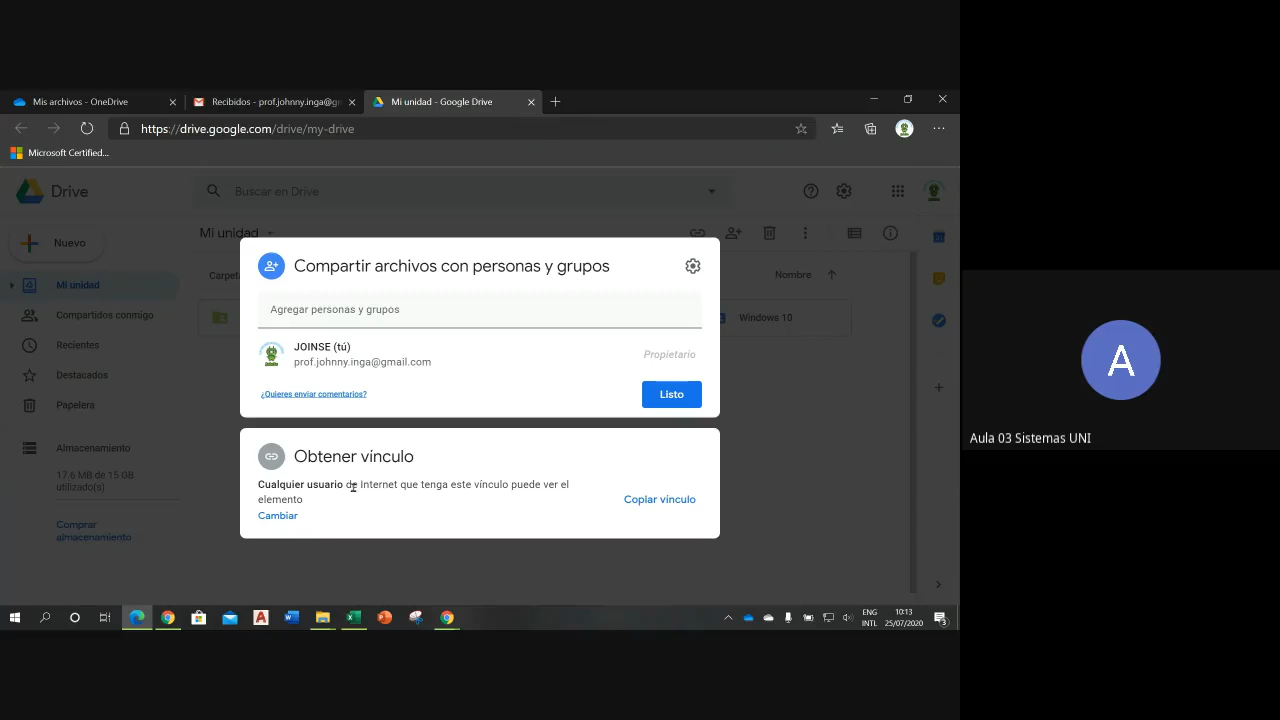 Mis archivos - OneDrive
Recibidos - prof.johnny.inga@gm
Mi unidad - Google Drive
https://drive.google.com/drive/my-drive
Microsoft Certified...
Drive
Buscar en Drive
Nuevo
Mi unidad
Compartidos conmigo
Recientes
Destacados
Papelera
Almacenamiento
17.6 MB de 15 GB
utilizado(s)
Comprar
almacenamiento
Mi unidad
Carpeta
Nombre
Windows 10
Compartir archivos con personas y grupos
Agregar personas y grupos
JOINSE (tú)
prof.johnny.inga@gmail.com
Propietario
¿Quieres enviar comentarios?
Listo
Obtener vínculo
Cualquier usuario de Internet que tenga este vínculo puede ver el
elemento
Cambiar
Copiar vínculo
ENG
INTL
10:13
25/07/2020
3
A
Aula 03 Sistemas UNI